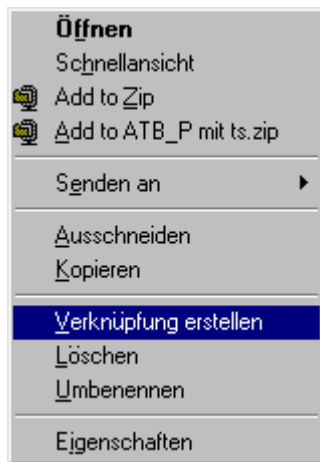 Öffnen
Schnellansicht
Add to Zip
Add to ATB_P mit ts.zip
Senden an
Ausschneiden
Kopieren
Verknüpfung erstellen
Löschen
Umbenennen
Eigenschaften